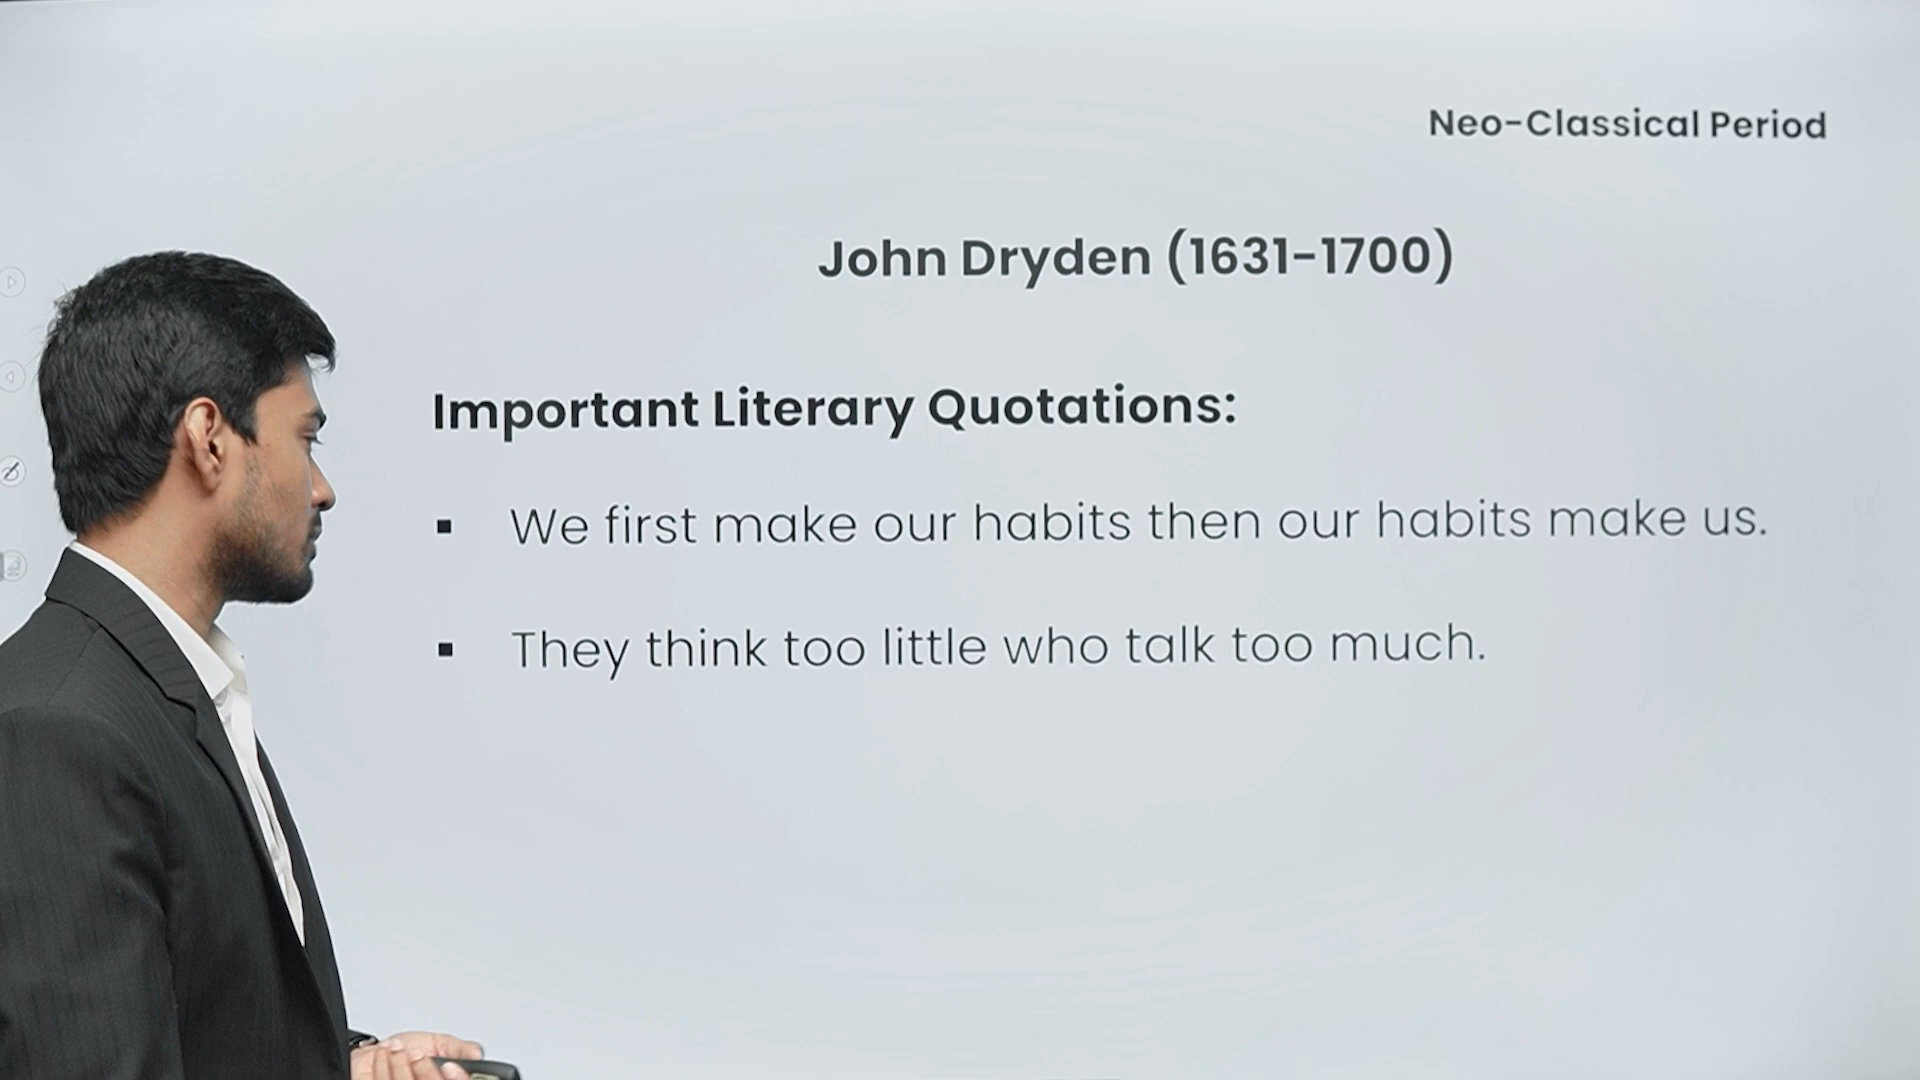 Neo-Classical Period
John Dryden (1631-1700)
Important Literary Quotations:
▪ We first make our habits then our habits make us.
▪ They think too little who talk too much.